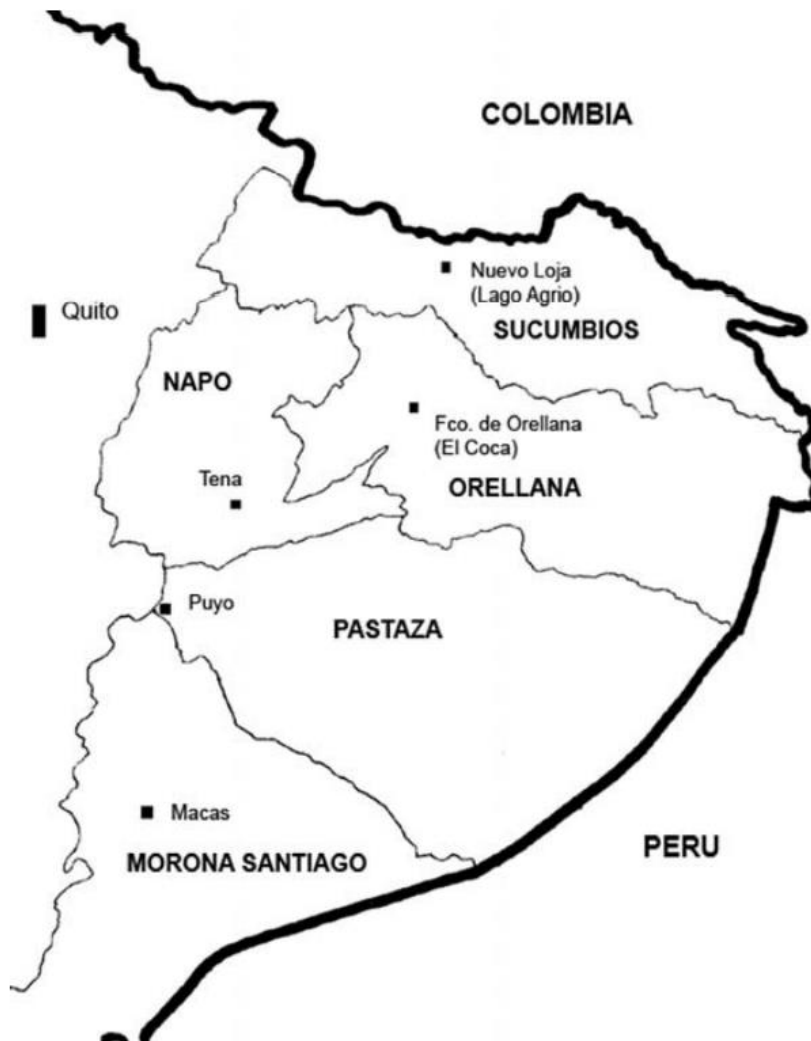 COLOMBIA
Nuevo Loja
(Lago Agrio)
Quito
SUCUMBIOS
NAPO
Fco. de Orellana
(El Coca)
Tena
ORELLANA
Puyo
PASTAZA
Macas
PERU
MORONA SANTIAGO